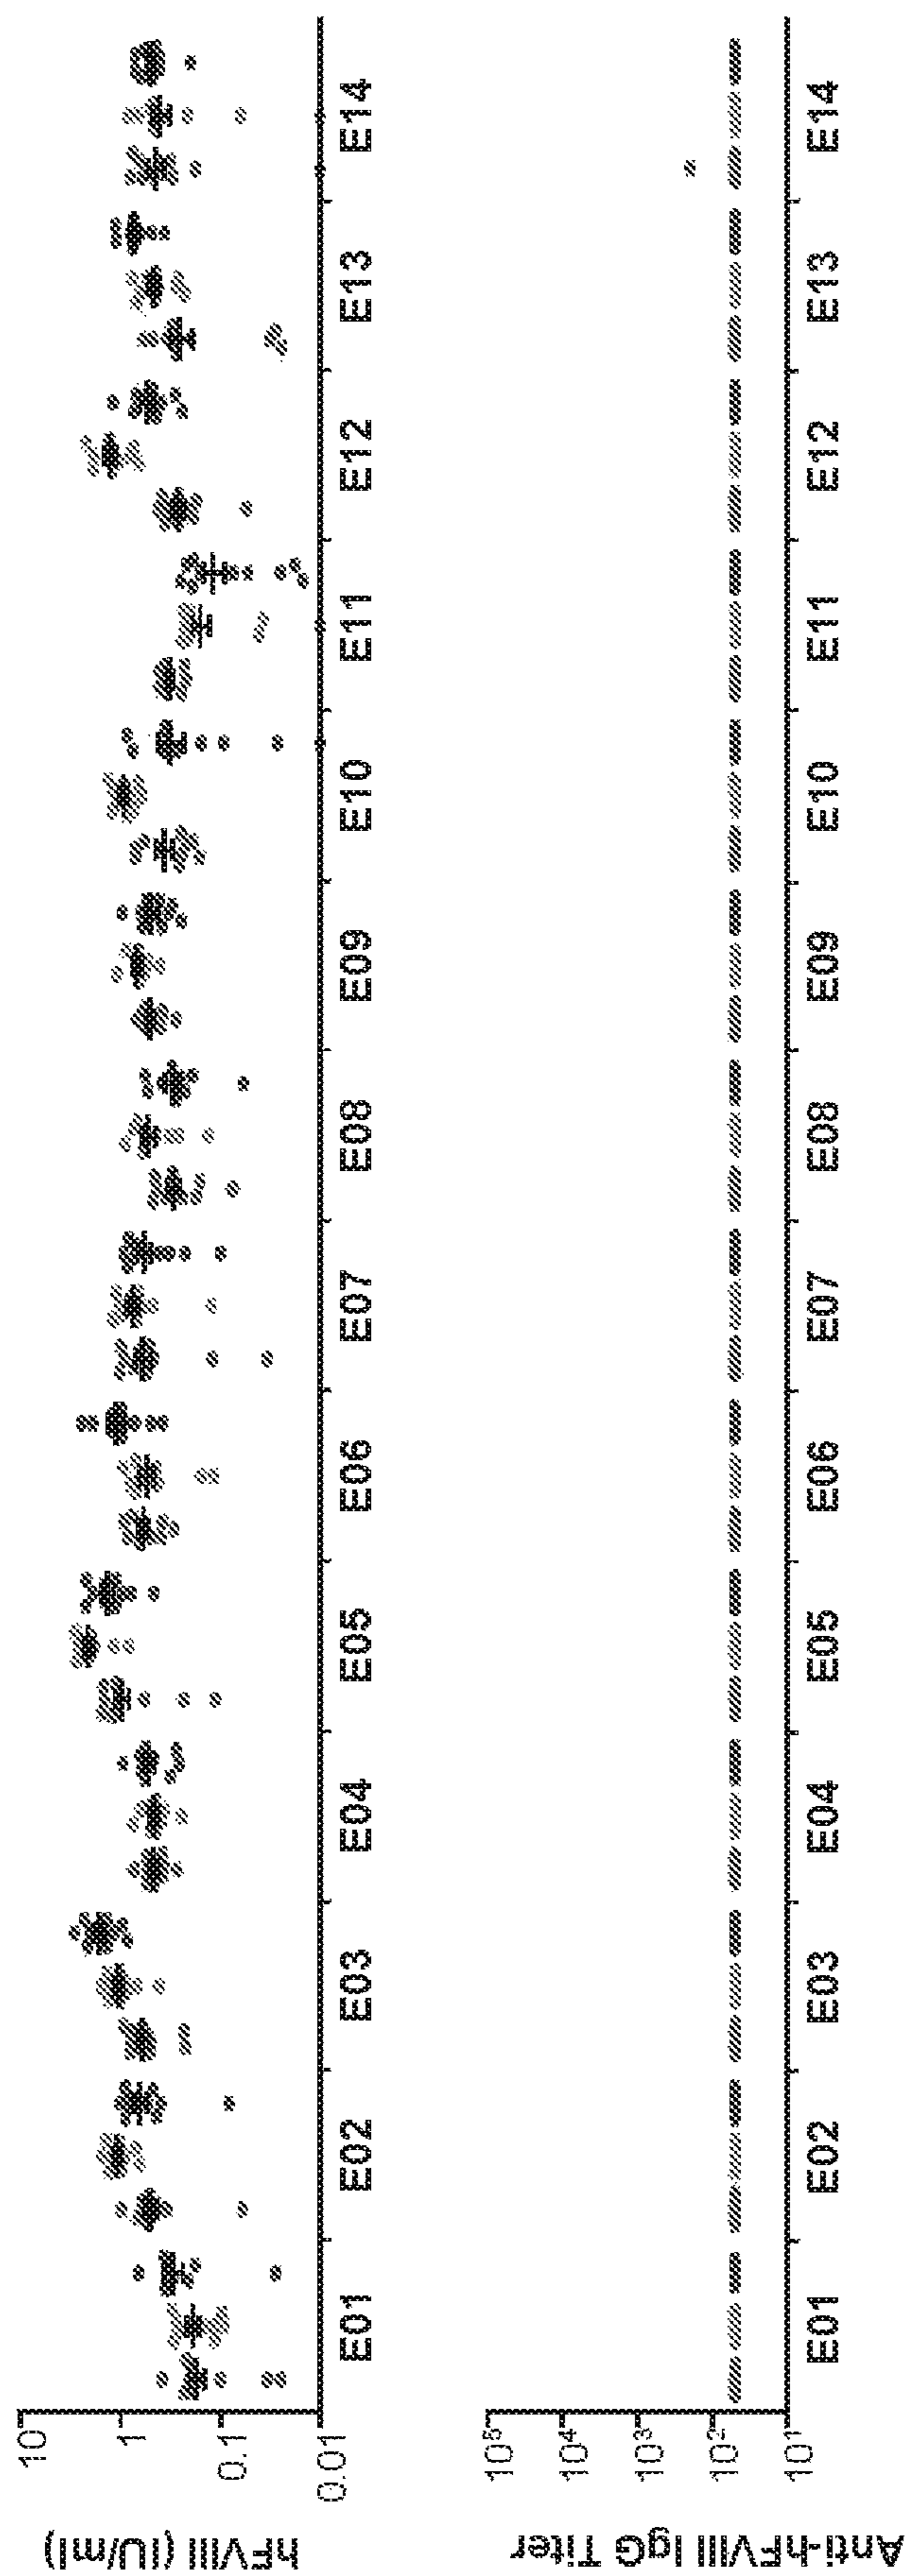 hFVIII (IU/ml)
10
1
0.1
0.01
E01 E02 E03 E04 E05 E06 E07 E08 E09 E10 E11 E12 E13 E14
Anti-hFVIII IgG Titer
10⁵
10⁴
10³
10²
10¹
E01 E02 E03 E04 E05 E06 E07 E08 E09 E10 E11 E12 E13 E14